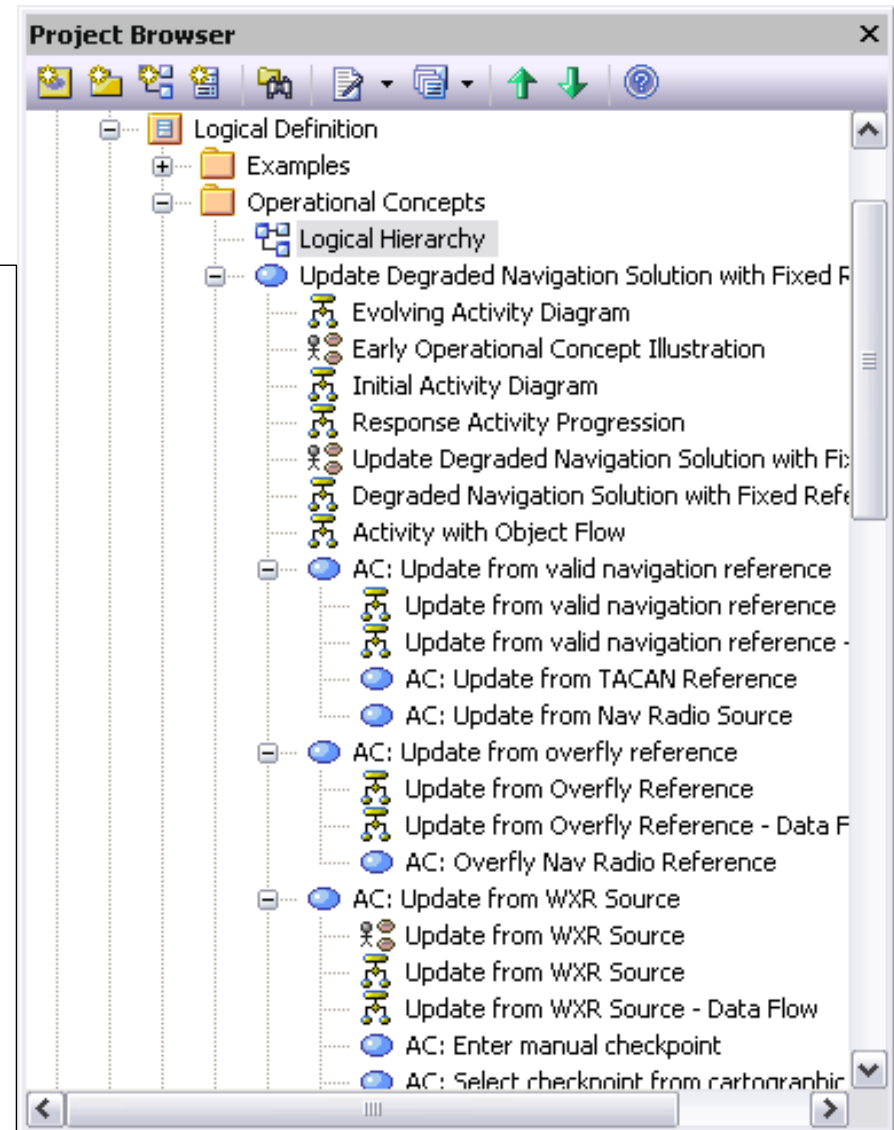 Project Browser
Logical Definition
Examples
Operational Concepts
Logical Hierarchy
Update Degraded Navigation Solution with Fixed R
Evolving Activity Diagram
Early Operational Concept Illustration
Initial Activity Diagram
Response Activity Progression
Update Degraded Navigation Solution with Fix
Degraded Navigation Solution with Fixed Refe
Activity with Object Flow
AC: Update from valid navigation reference
Update from valid navigation reference
Update from valid navigation reference -
AC: Update from TACAN Reference
AC: Update from Nav Radio Source
AC: Update from overfly reference
Update from Overfly Reference
Update from Overfly Reference - Data F
AC: Overfly Nav Radio Reference
AC: Update from WXR Source
Update from WXR Source
Update from WXR Source
Update from WXR Source - Data Flow
AC: Enter manual checkpoint
AC: Select checkpoint from cartographic